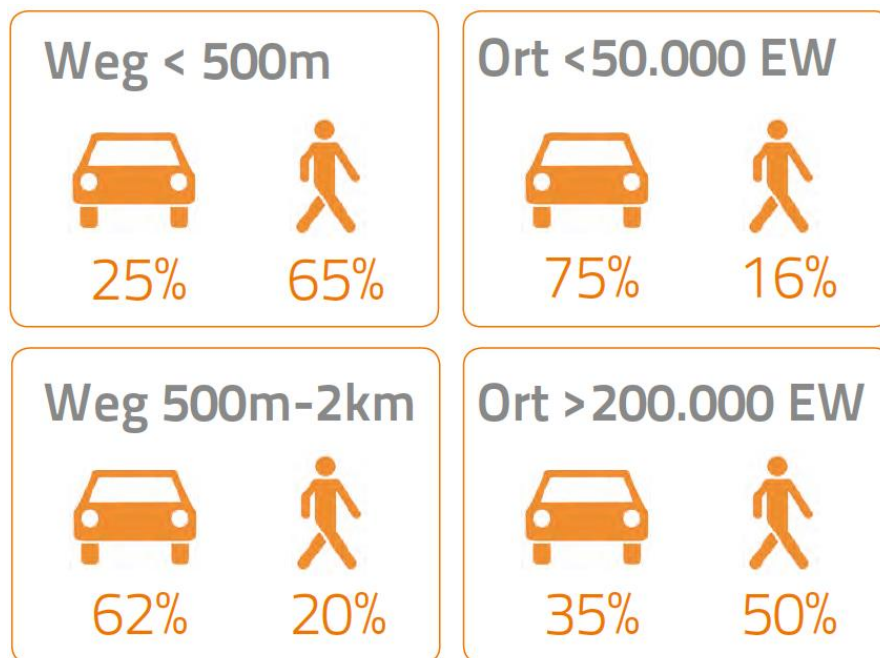 Weg < 500m
25% 65%
Ort <50.000 EW
75% 16%
Weg 500m-2km
62% 20%
Ort >200.000 EW
35% 50%